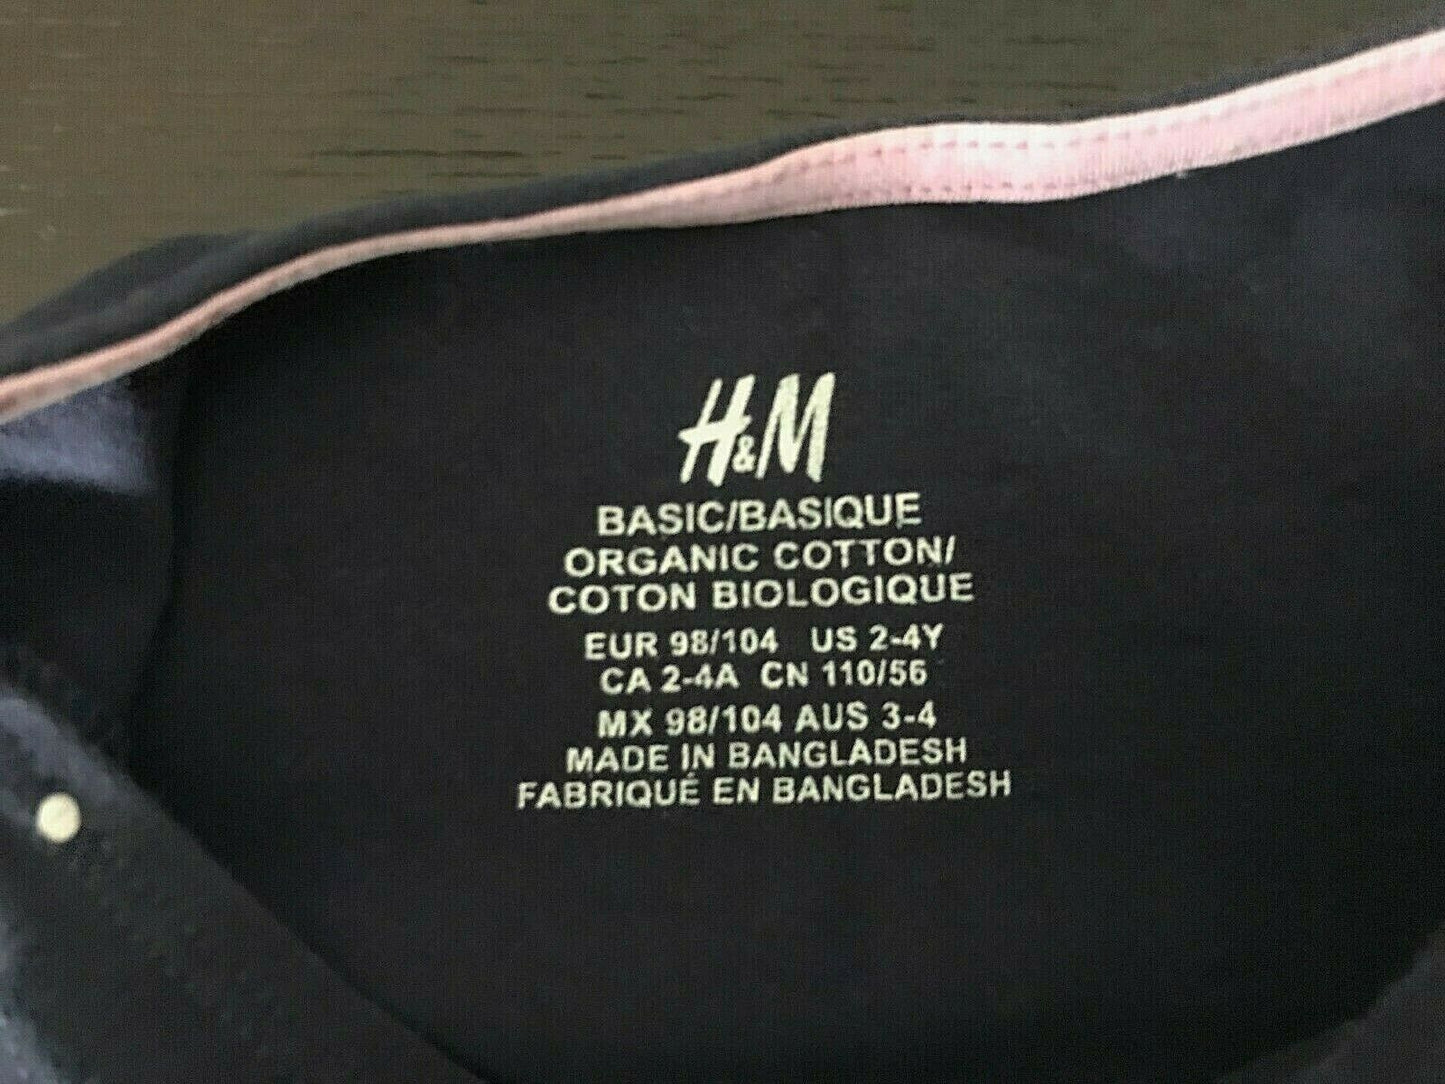 H&M
BASIC/BASIQUE
ORGANIC COTTON/
COTON BIOLOGIQUE
EUR 98/104 US 2-4Y
CA 2-4A CN 110/56
MX 98/104 AUS 3-4
MADE IN BANGLADESH
FABRIQUÉ EN BANGLADESH